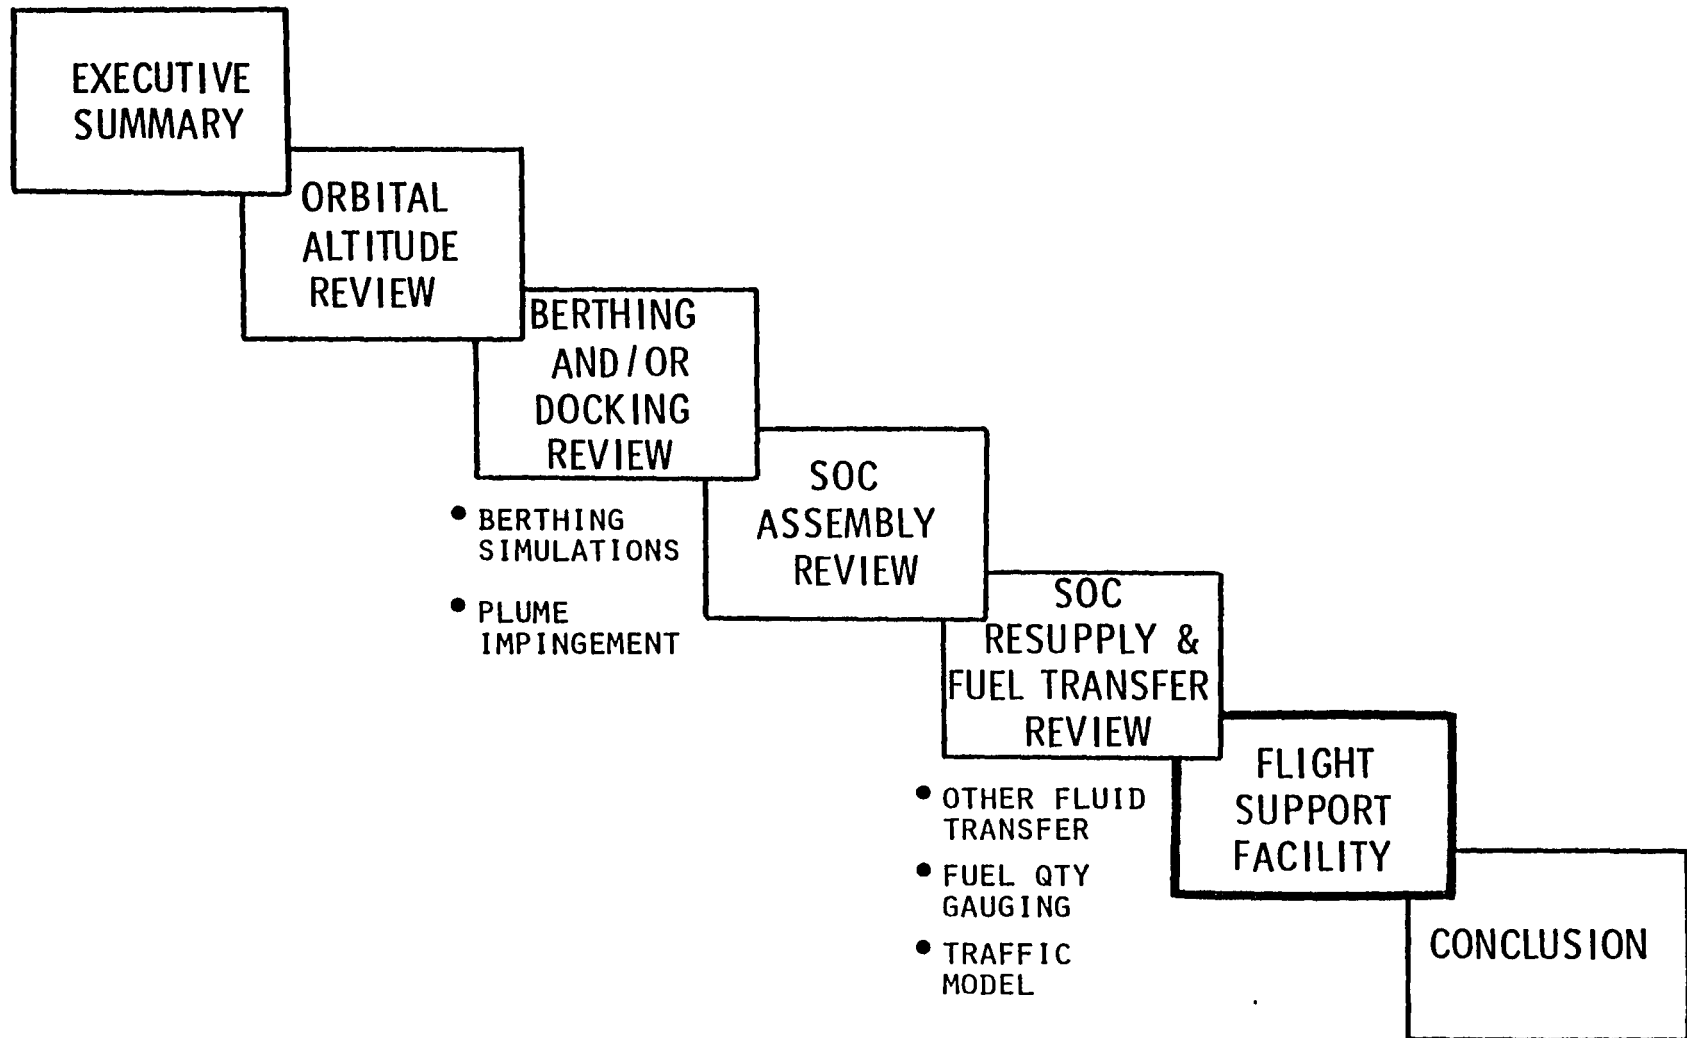 EXECUTIVE
SUMMARY
ORBITAL
ALTITUDE
REVIEW
BERTHING
AND/OR
DOCKING
REVIEW
• BERTHING
SIMULATIONS
• PLUME
IMPINGEMENT
SOC
ASSEMBLY
REVIEW
SOC
RESUPPLY &
FUEL TRANSFER
REVIEW
• OTHER FLUID
TRANSFER
• FUEL QTY
GAUGING
• TRAFFIC
MODEL
FLIGHT
SUPPORT
FACILITY
CONCLUSION